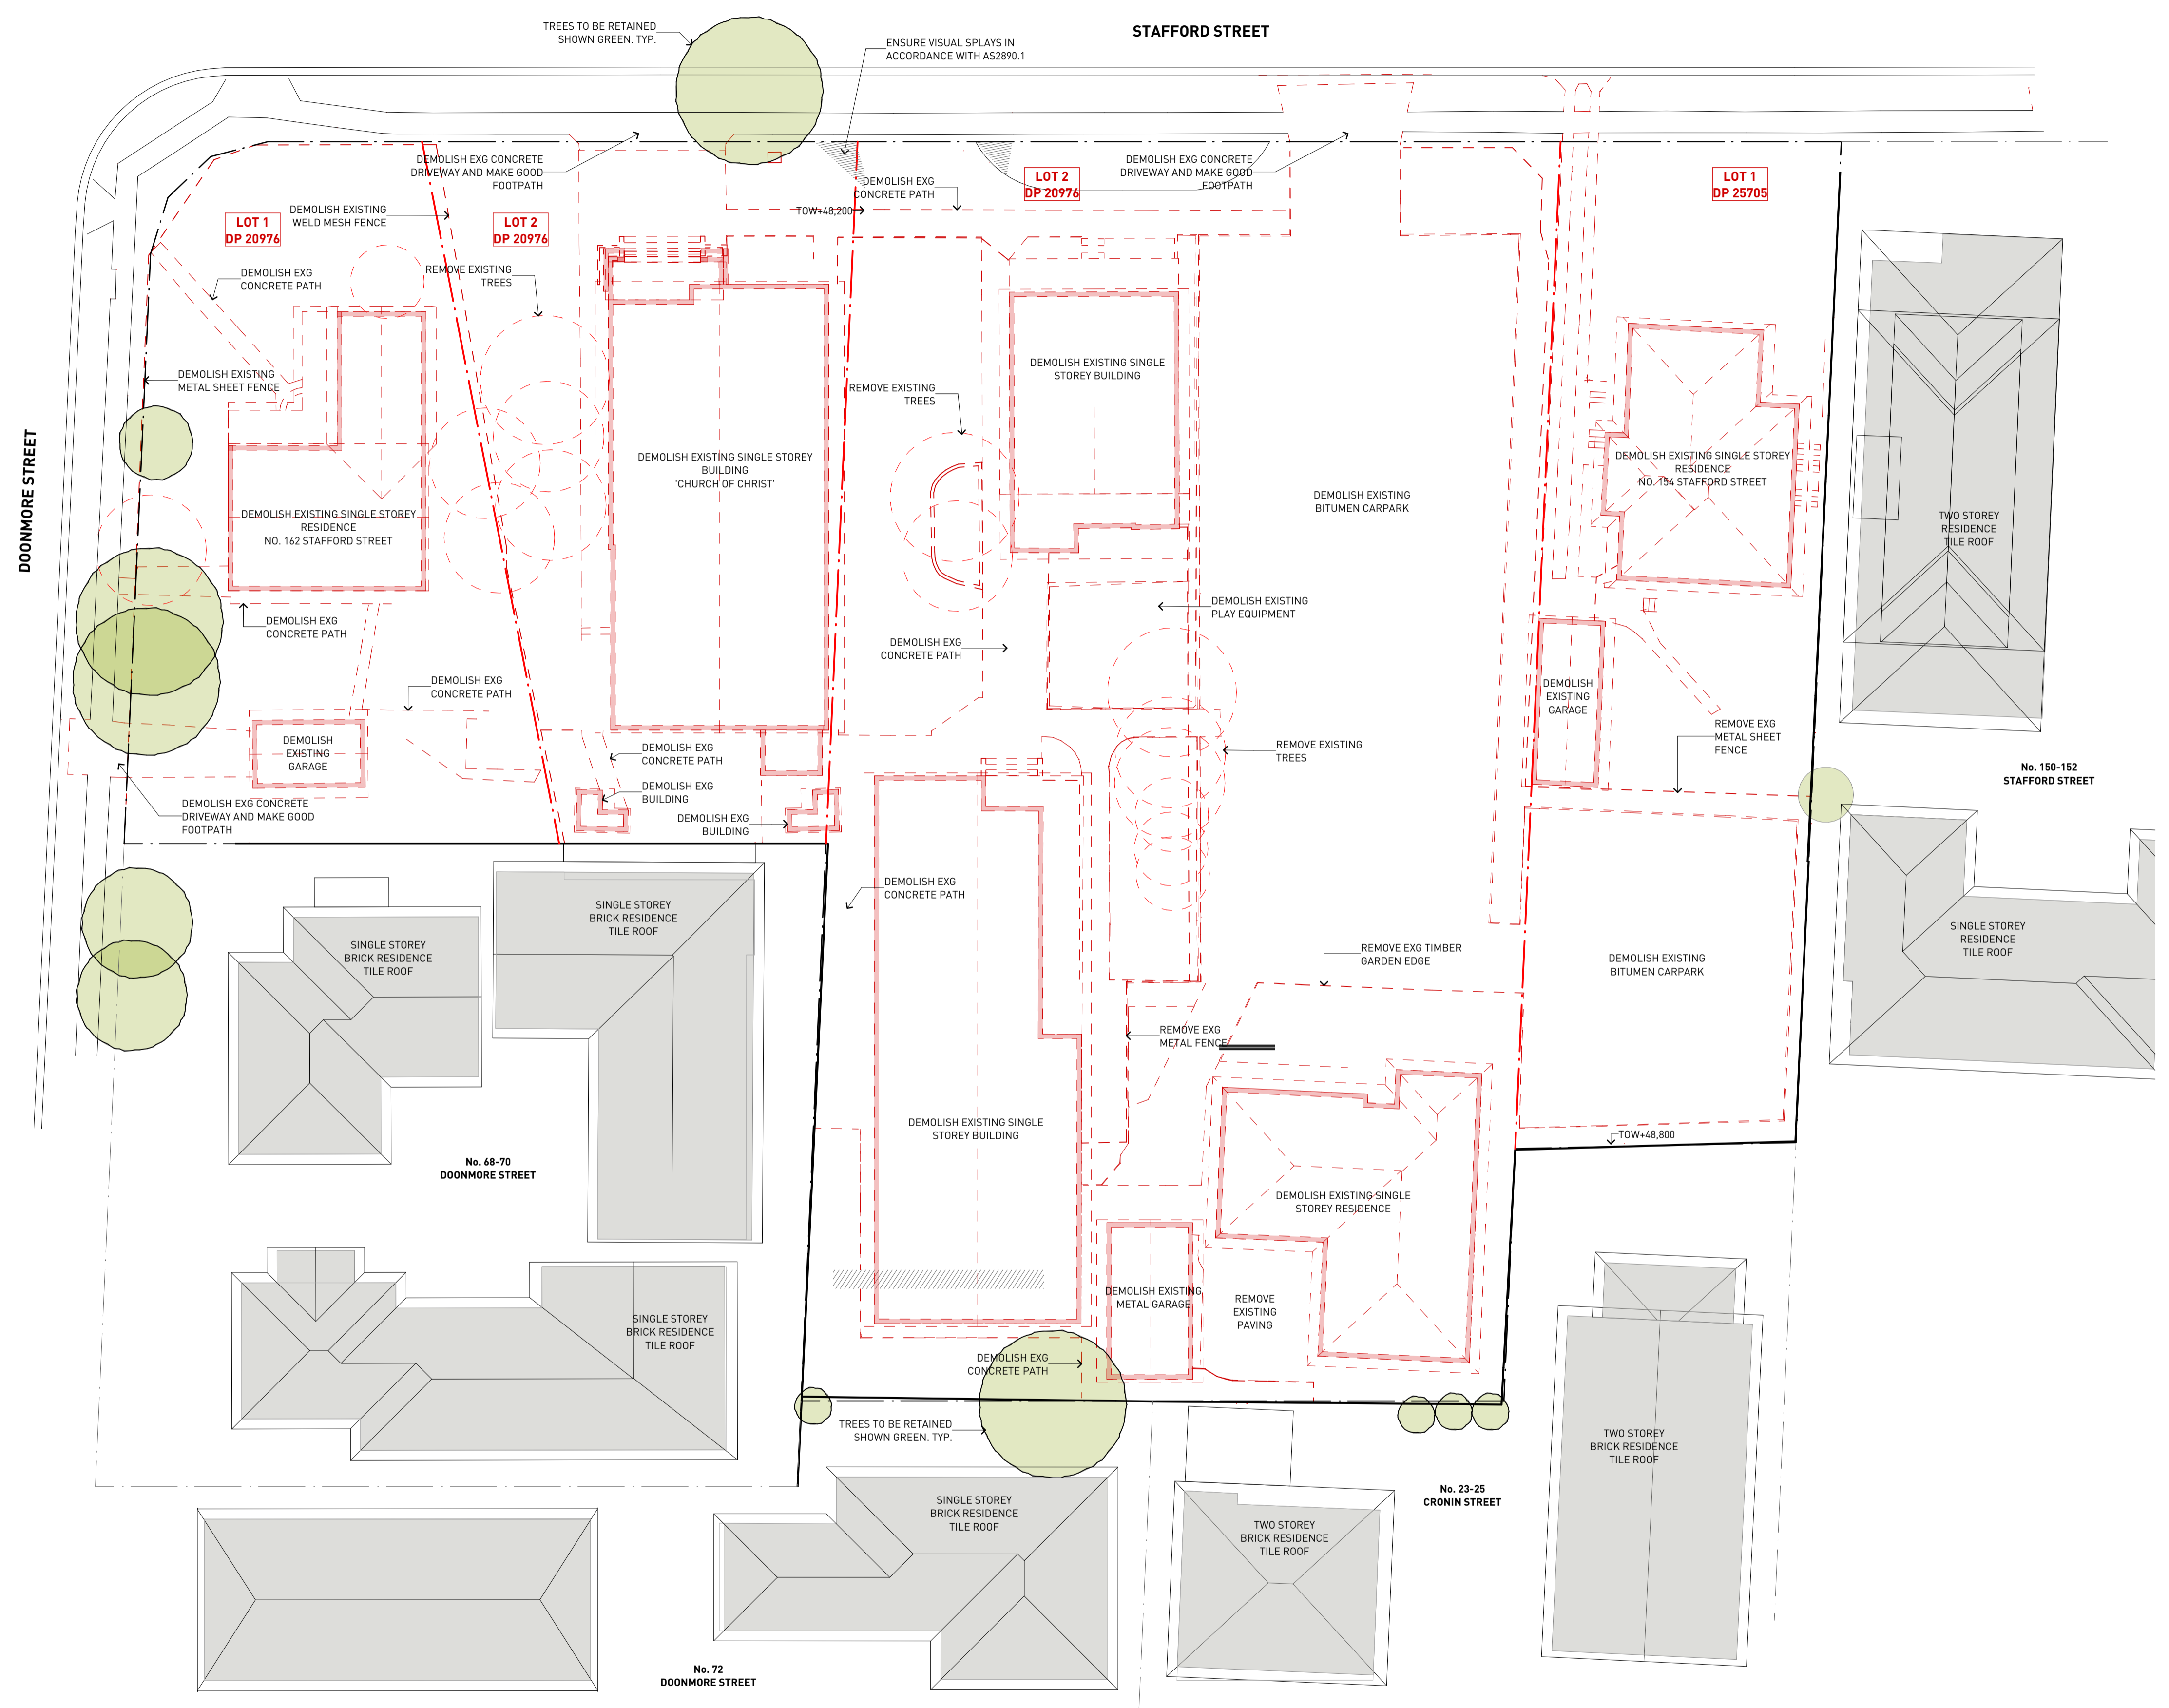 STAFFORD STREET
TREES TO BE RETAINED
SHOWN GREEN. TYP.
ENSURE VISUAL SPLAYS IN
ACCORDANCE WITH AS2890.1
DEMOLISH EXG CONCRETE
DRIVEWAY AND MAKE GOOD
FOOTPATH
DEMOLISH EXG
CONCRETE PATH
TOW+48,200
LOT 2
DP 20976
DEMOLISH EXG CONCRETE
DRIVEWAY AND MAKE GOOD
FOOTPATH
LOT 1
DP 25705
LOT 1
DP 20976
DEMOLISH EXISTING
WELD MESH FENCE
LOT 2
DP 20976
DEMOLISH EXG
CONCRETE PATH
REMOVE EXISTING
TREES
DEMOLISH EXISTING
METAL SHEET FENCE
DOONMORE STREET
DEMOLISH EXISTING SINGLE STOREY
RESIDENCE
NO. 162 STAFFORD STREET
DEMOLISH EXISTING SINGLE STOREY
BUILDING
'CHURCH OF CHRIST'
REMOVE EXISTING
TREES
DEMOLISH EXISTING SINGLE
STOREY BUILDING
DEMOLISH EXISTING
BITUMEN CARPARK
DEMOLISH EXISTING SINGLE STOREY
RESIDENCE
NO. 154 STAFFORD STREET
TWO STOREY
RESIDENCE
TILE ROOF
DEMOLISH EXG
CONCRETE PATH
DEMOLISH EXISTING
PLAY EQUIPMENT
DEMOLISH EXG
CONCRETE PATH
DEMOLISH EXG
CONCRETE PATH
DEMOLISH
EXISTING
GARAGE
DEMOLISH
EXISTING
GARAGE
DEMOLISH EXG
CONCRETE PATH
REMOVE EXISTING
TREES
REMOVE EXG
METAL SHEET
FENCE
No. 150-152
STAFFORD STREET
DEMOLISH EXG
BUILDING
DEMOLISH EXG
BUILDING
DEMOLISH EXG CONCRETE
DRIVEWAY AND MAKE GOOD
FOOTPATH
DEMOLISH EXG
CONCRETE PATH
SINGLE STOREY
BRICK RESIDENCE
TILE ROOF
SINGLE STOREY
BRICK RESIDENCE
TILE ROOF
REMOVE EXG TIMBER
GARDEN EDGE
DEMOLISH EXISTING
BITUMEN CARPARK
SINGLE STOREY
RESIDENCE
TILE ROOF
REMOVE EXG
METAL FENCE
DEMOLISH EXISTING SINGLE
STOREY BUILDING
TOW+48,800
No. 68-70
DOONMORE STREET
DEMOLISH EXISTING SINGLE
STOREY RESIDENCE
DEMOLISH EXISTING
METAL GARAGE
REMOVE
EXISTING
PAVING
SINGLE STOREY
BRICK RESIDENCE
TILE ROOF
DEMOLISH EXG
CONCRETE PATH
TREES TO BE RETAINED
SHOWN GREEN. TYP.
TWO STOREY
BRICK RESIDENCE
TILE ROOF
No. 23-25
CRONIN STREET
SINGLE STOREY
BRICK RESIDENCE
TILE ROOF
TWO STOREY
BRICK RESIDENCE
TILE ROOF
No. 72
DOONMORE STREET